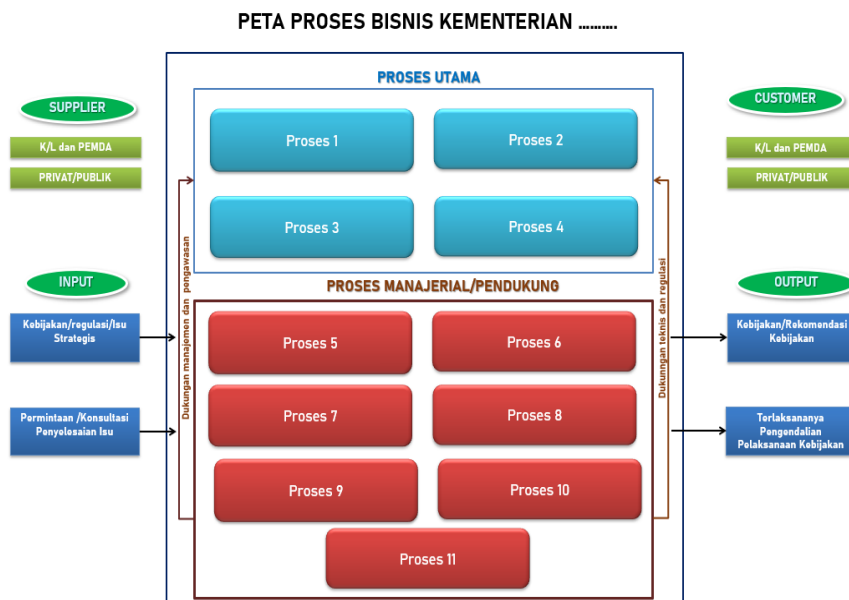 PETA PROSES BISNIS KEMENTERIAN ..........
SUPPLIER
K/L dan PEMDA
PRIVAT/PUBLIK
INPUT
Kebijakan/regulasi/Isu
Strategis
Permintaan /Konsultasi
Penyelesaian Isu
PROSES UTAMA
Proses 1
Proses 2
Proses 3
Proses 4
Dukungan manajemen dan pengawasan
Dukunngan teknis dan regulasi
PROSES MANAJERIAL/PENDUKUNG
Proses 5
Proses 6
Proses 7
Proses 8
Proses 9
Proses 10
Proses 11
CUSTOMER
K/L dan PEMDA
PRIVAT/PUBLIK
OUTPUT
Kebijakan/Rekomendasi
Kebijakan
Terlaksananya
Pengendalian
Pelaksanaan Kebijakan